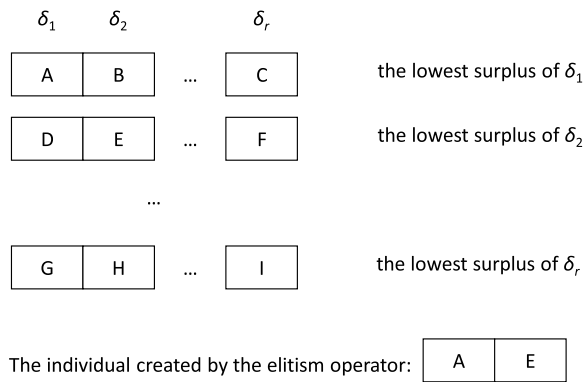 δ1 δ2 δr
A B ... C the lowest surplus of δ1
D E ... F the lowest surplus of δ2
...
G H ... I the lowest surplus of δr
The individual created by the elitism operator: A E